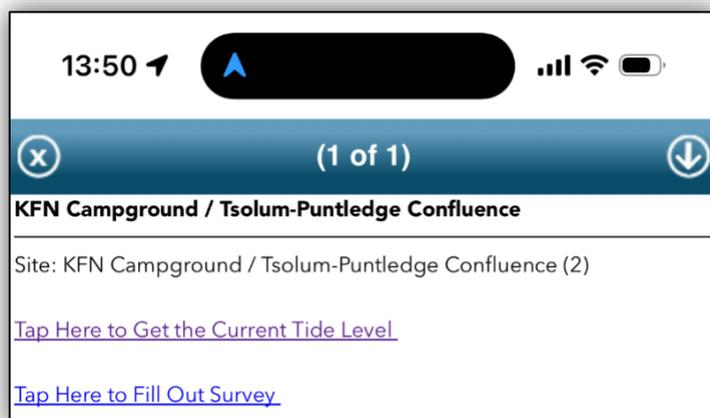 13:50
(1 of 1)
KFN Campground / Tsolum-Puntledge Confluence
Site: KFN Campground / Tsolum-Puntledge Confluence (2)
Tap Here to Get the Current Tide Level
Tap Here to Fill Out Survey